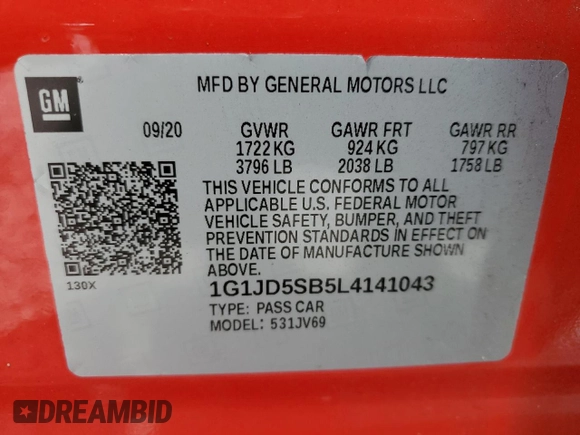 GM
MFD BY GENERAL MOTORS LLC
09/20 GVWR GAWR FRT GAWR RR
1722 KG 924 KG 797 KG
3796 LB 2038 LB 1758 LB
THIS VEHICLE CONFORMS TO ALL
APPLICABLE U.S. FEDERAL MOTOR
VEHICLE SAFETY, BUMPER, AND THEFT
PREVENTION STANDARDS IN EFFECT ON
THE DATE OF MANUFACTURE SHOWN
ABOVE.
130X
1G1JD5SB5L4141043
TYPE: PASS CAR
MODEL: 531JV69
DREAMBID